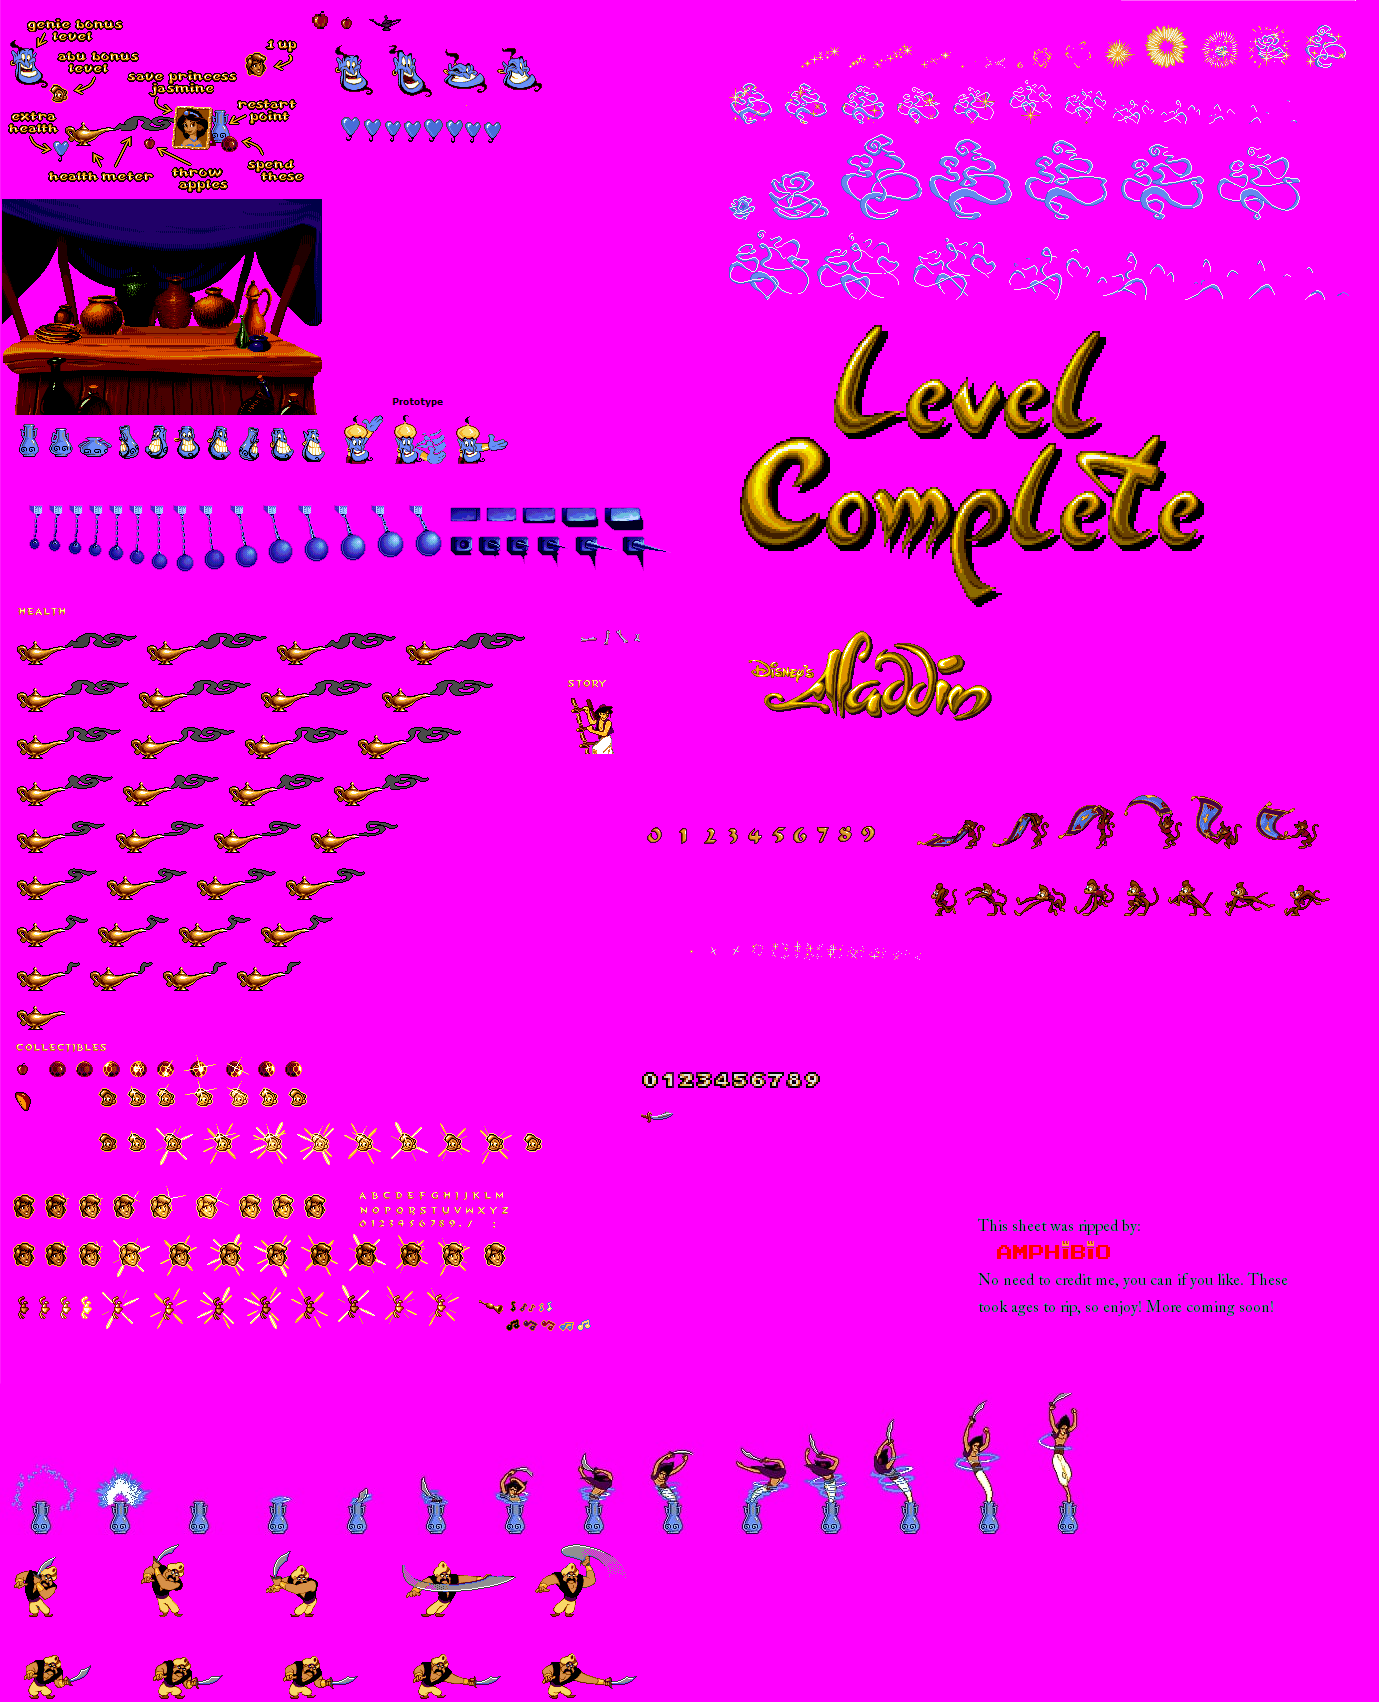 genie bonus
level
1 up
abu bonus
level
save princess
jasmine
restart
point
extra
health
spend
these
health meter
throw
apples
Level
Complete
Prototype
HEALTH
STORY
DISNEY'S
Aladdin
0 1 2 3 4 5 6 7 8 9
COLLECTIBLES
0123456789
ABCDEFGHIJKLM
NOPQRSTUVWXYZ
0123456789./ :
This sheet was ripped by:
AMPHiBiO
No need to credit me, you can if you like. These
took ages to rip, so enjoy! More coming soon!